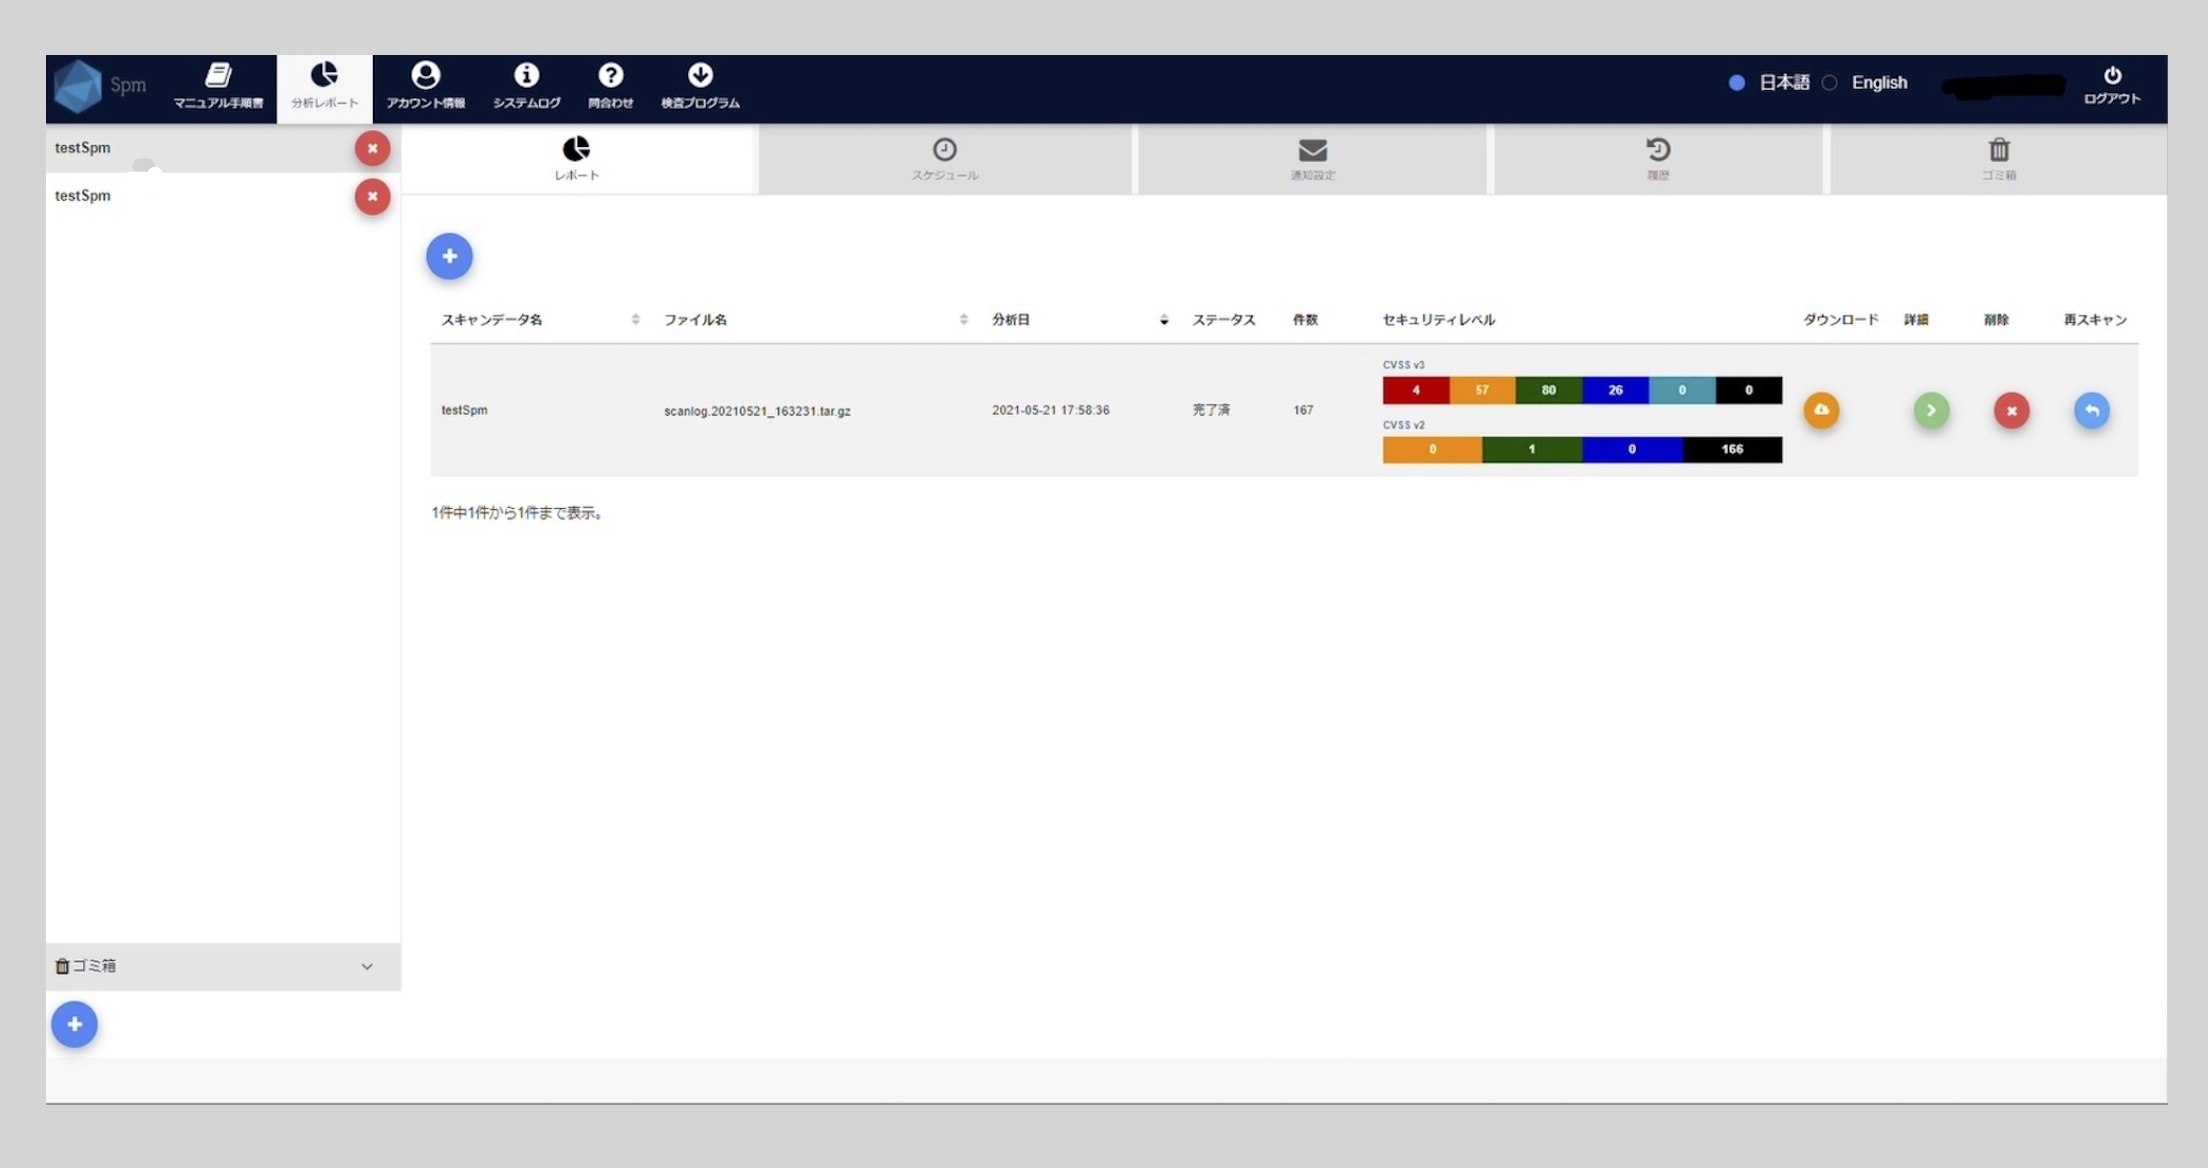 Spm
マニュアル手順書
分析レポート
アカウント情報
システムログ
問合わせ
検査プログラム
日本語
English
ログアウト
testSpm
testSpm
レポート
スケジュール
通知設定
履歴
ゴミ箱
スキャンデータ名 ファイル名 分析日 ステータス 件数 セキュリティレベル ダウンロード 詳細 削除 再スキャン
CVSS v3
4 57 80 26 0 0
testSpm scanlog.20210521_163231.tar.gz 2021-05-21 17:58:36 完了済 167
CVSS v2
0 1 0 166
1件中1件から1件まで表示。
ゴミ箱